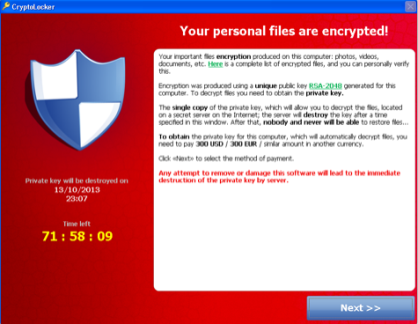 CryptoLocker
Your personal files are encrypted!
Your important files encryption produced on this computer: photos, videos,
documents, etc. Here is a complete list of encrypted files, and you can personally verify
this.
Encryption was produced using a unique public key RSA-2048 generated for this
computer. To decrypt files you need to obtain the private key.
The single copy of the private key, which will allow you to decrypt the files, located
on a secret server on the Internet; the server will destroy the key after a time
specified in this window. After that, nobody and never will be able to restore files...
To obtain the private key for this computer, which will automatically decrypt files, you
need to pay 300 USD / 300 EUR / similar amount in another currency.
Click «Next» to select the method of payment.
Any attempt to remove or damage this software will lead to the immediate
destruction of the private key by server.
Private key will be destroyed on
13/10/2013
23:07
Time left
71 : 58 : 09
Next >>